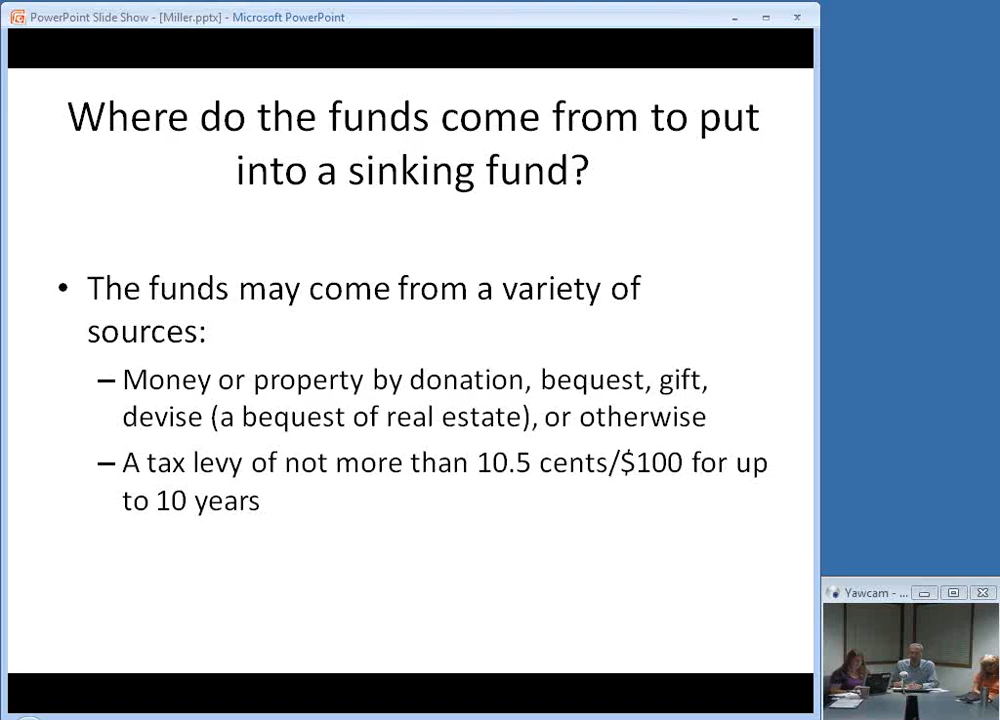 PowerPoint Slide Show - [Miller.pptx] - Microsoft PowerPoint
Where do the funds come from to put
into a sinking fund?
• The funds may come from a variety of
sources:
– Money or property by donation, bequest, gift,
devise (a bequest of real estate), or otherwise
– A tax levy of not more than 10.5 cents/$100 for up
to 10 years
Yawcam - ...